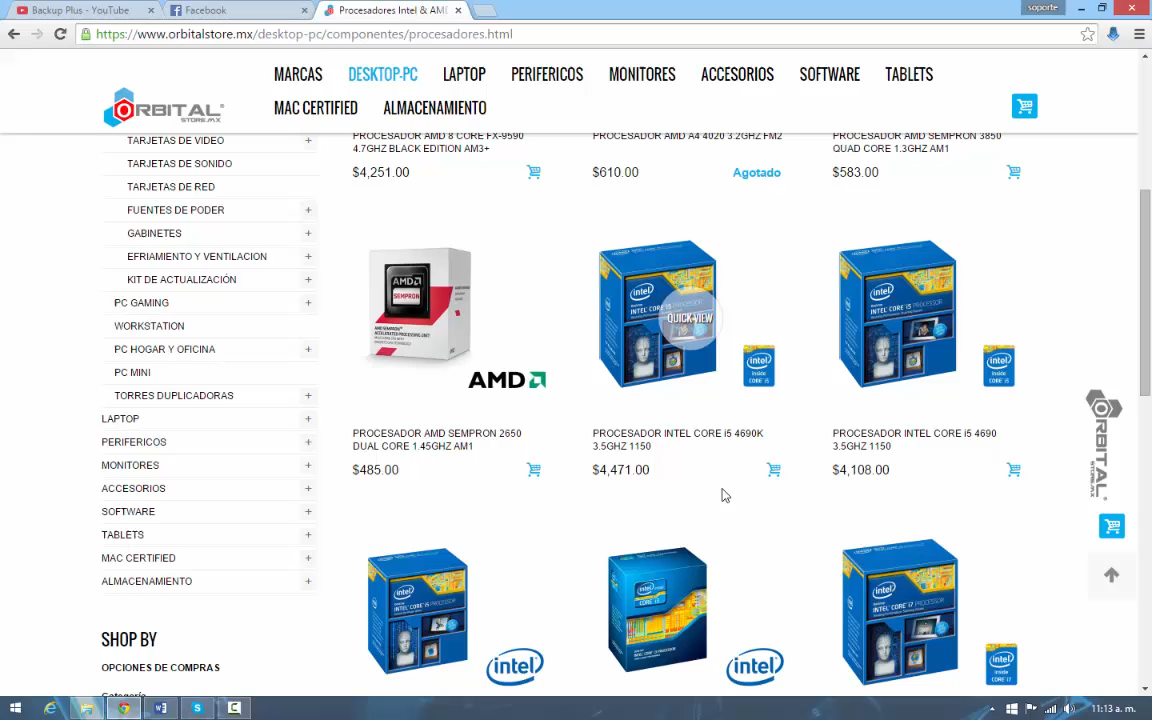 Backup Plus - YouTube
Facebook
Procesadores Intel & AM
soporte
https://www.orbitalstore.mx/desktop-pc/componentes/procesadores.html
MARCAS DESKTOP-PC LAPTOP PERIFERICOS MONITORES ACCESORIOS SOFTWARE TABLETS
MAC CERTIFIED ALMACENAMIENTO
ORBITAL
STORE.MX
TARJETAS DE VIDEO +
TARJETAS DE SONIDO
TARJETAS DE RED
FUENTES DE PODER +
GABINETES +
EFRIAMIENTO Y VENTILACION +
KIT DE ACTUALIZACIÓN +
PC GAMING +
WORKSTATION
PC HOGAR Y OFICINA +
PC MINI
TORRES DUPLICADORAS +
LAPTOP +
PERIFERICOS +
MONITORES +
ACCESORIOS +
SOFTWARE +
TABLETS +
MAC CERTIFIED +
ALMACENAMIENTO +
SHOP BY
OPCIONES DE COMPRAS
Categoría
PROCESADOR AMD 8 CORE FX-9590
4.7GHZ BLACK EDITION AM3+
$4,251.00
PROCESADOR AMD A4 4020 3.2GHZ FM2
$610.00 Agotado
PROCESADOR AMD SEMPRON 3850
QUAD CORE 1.3GHZ AM1
$583.00
AMD
SEMPRON
AMD
PROCESADOR AMD SEMPRON 2650
DUAL CORE 1.45GHZ AM1
$485.00
intel
QUICK VIEW
intel
inside
CORE i5
PROCESADOR INTEL CORE i5 4690K
3.5GHZ 1150
$4,471.00
intel
INTEL® CORE™ i5 PROCESSOR
intel
inside
CORE i5
PROCESADOR INTEL CORE i5 4690
3.5GHZ 1150
$4,108.00
intel
INTEL® CORE™ i5 PROCESSOR
intel
intel
intel
intel
INTEL® CORE™ i7 PROCESSOR
intel
inside
CORE i7
ORBITAL
STORE.MX
11:13 a. m.